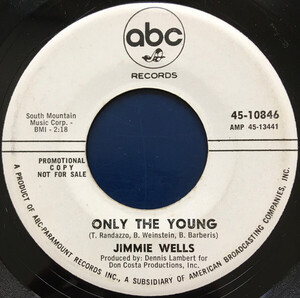 abc
RECORDS
South Mountain
Music Corp. -
BMI - 2:18
45-10846
AMP 45-13441
PROMOTIONAL
COPY
NOT FOR SALE
ONLY THE YOUNG
(T. Randazzo, B. Weinstein, B. Barberis)
JIMMIE WELLS
Produced by: Dennis Lambert for
Don Costa Productions, Inc.
A PRODUCT OF ABC-PARAMOUNT RECORDS INC., A SUBSIDIARY OF AMERICAN BROADCASTING COMPANIES, INC.